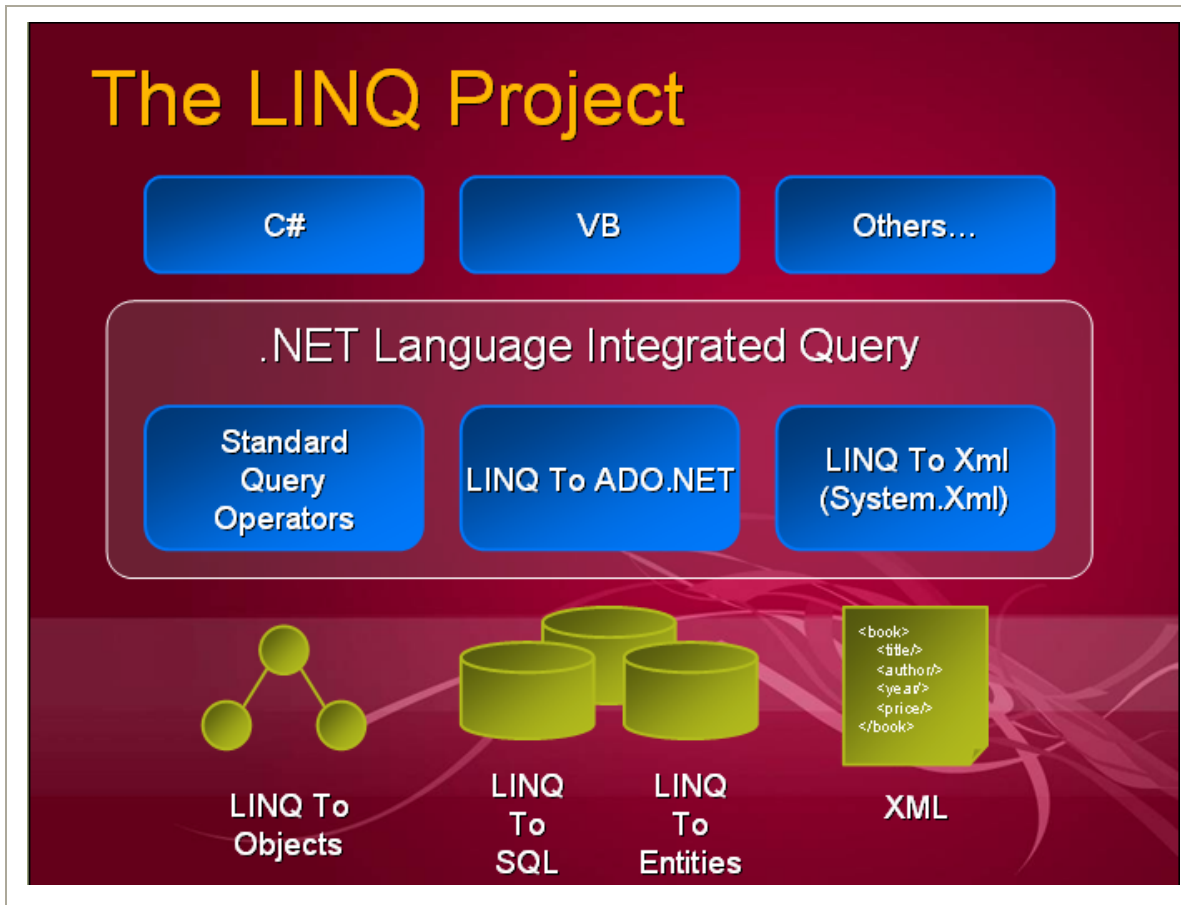 The LINQ Project
C#
VB
Others...
.NET Language Integrated Query
Standard
Query
Operators
LINQ To ADO.NET
LINQ To Xml
(System.Xml)
<book>
<title/>
<author/>
<year/>
<price/>
</book>
LINQ To
Objects
LINQ
To
SQL
LINQ
To
Entities
XML